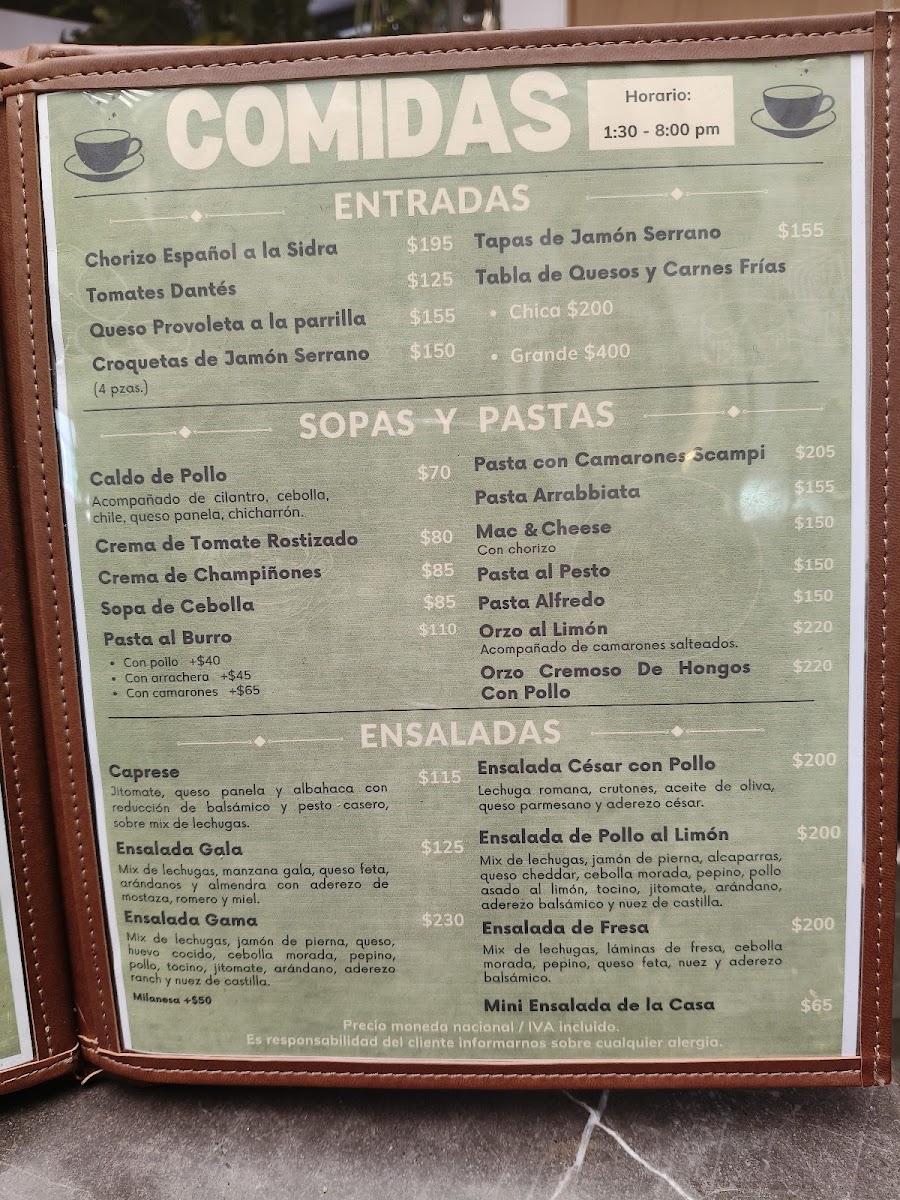 COMIDAS
Horario:
1:30 - 8:00 pm
ENTRADAS
Chorizo Español a la Sidra $195
Tomates Dantés $125
Queso Provoleta a la parrilla $155
Croquetas de Jamón Serrano $150
(4 pzas.)
Tapas de Jamón Serrano $155
Tabla de Quesos y Carnes Frías
• Chica $200
• Grande $400
SOPAS Y PASTAS
Caldo de Pollo $70
Acompañado de cilantro, cebolla,
chile, queso panela, chicharrón.
Crema de Tomate Rostizado $80
Crema de Champiñones $85
Sopa de Cebolla $85
Pasta al Burro $110
• Con pollo +$40
• Con arrachera +$45
• Con camarones +$65
Pasta con Camarones Scampi $205
Pasta Arrabbiata $155
Mac & Cheese $150
Con chorizo
Pasta al Pesto $150
Pasta Alfredo $150
Orzo al Limón $220
Acompañado de camarones salteados.
Orzo Cremoso De Hongos $220
Con Pollo
ENSALADAS
Caprese $115
Jitomate, queso panela y albahaca con
reducción de balsámico y pesto casero,
sobre mix de lechugas.
Ensalada Gala $125
Mix de lechugas, manzana gala, queso feta,
arándanos y almendra con aderezo de
mostaza, romero y miel.
Ensalada Gama $230
Mix de lechugas, jamón de pierna, queso,
huevo cocido, cebolla morada, pepino,
pollo, tocino, jitomate, arándano, aderezo
ranch y nuez de castilla.
Milanesa +$50
Ensalada César con Pollo $200
Lechuga romana, crutones, aceite de oliva,
queso parmesano y aderezo césar.
Ensalada de Pollo al Limón $200
Mix de lechugas, jamón de pierna, alcaparras,
queso cheddar, cebolla morada, pepino, pollo
asado al limón, tocino, jitomate, arándano,
aderezo balsámico y nuez de castilla.
Ensalada de Fresa $200
Mix de lechugas, láminas de fresa, cebolla
morada, pepino, queso feta, nuez y aderezo
balsámico.
Mini Ensalada de la Casa $65
Precio moneda nacional / IVA incluido.
Es responsabilidad del cliente informarnos sobre cualquier alergia.